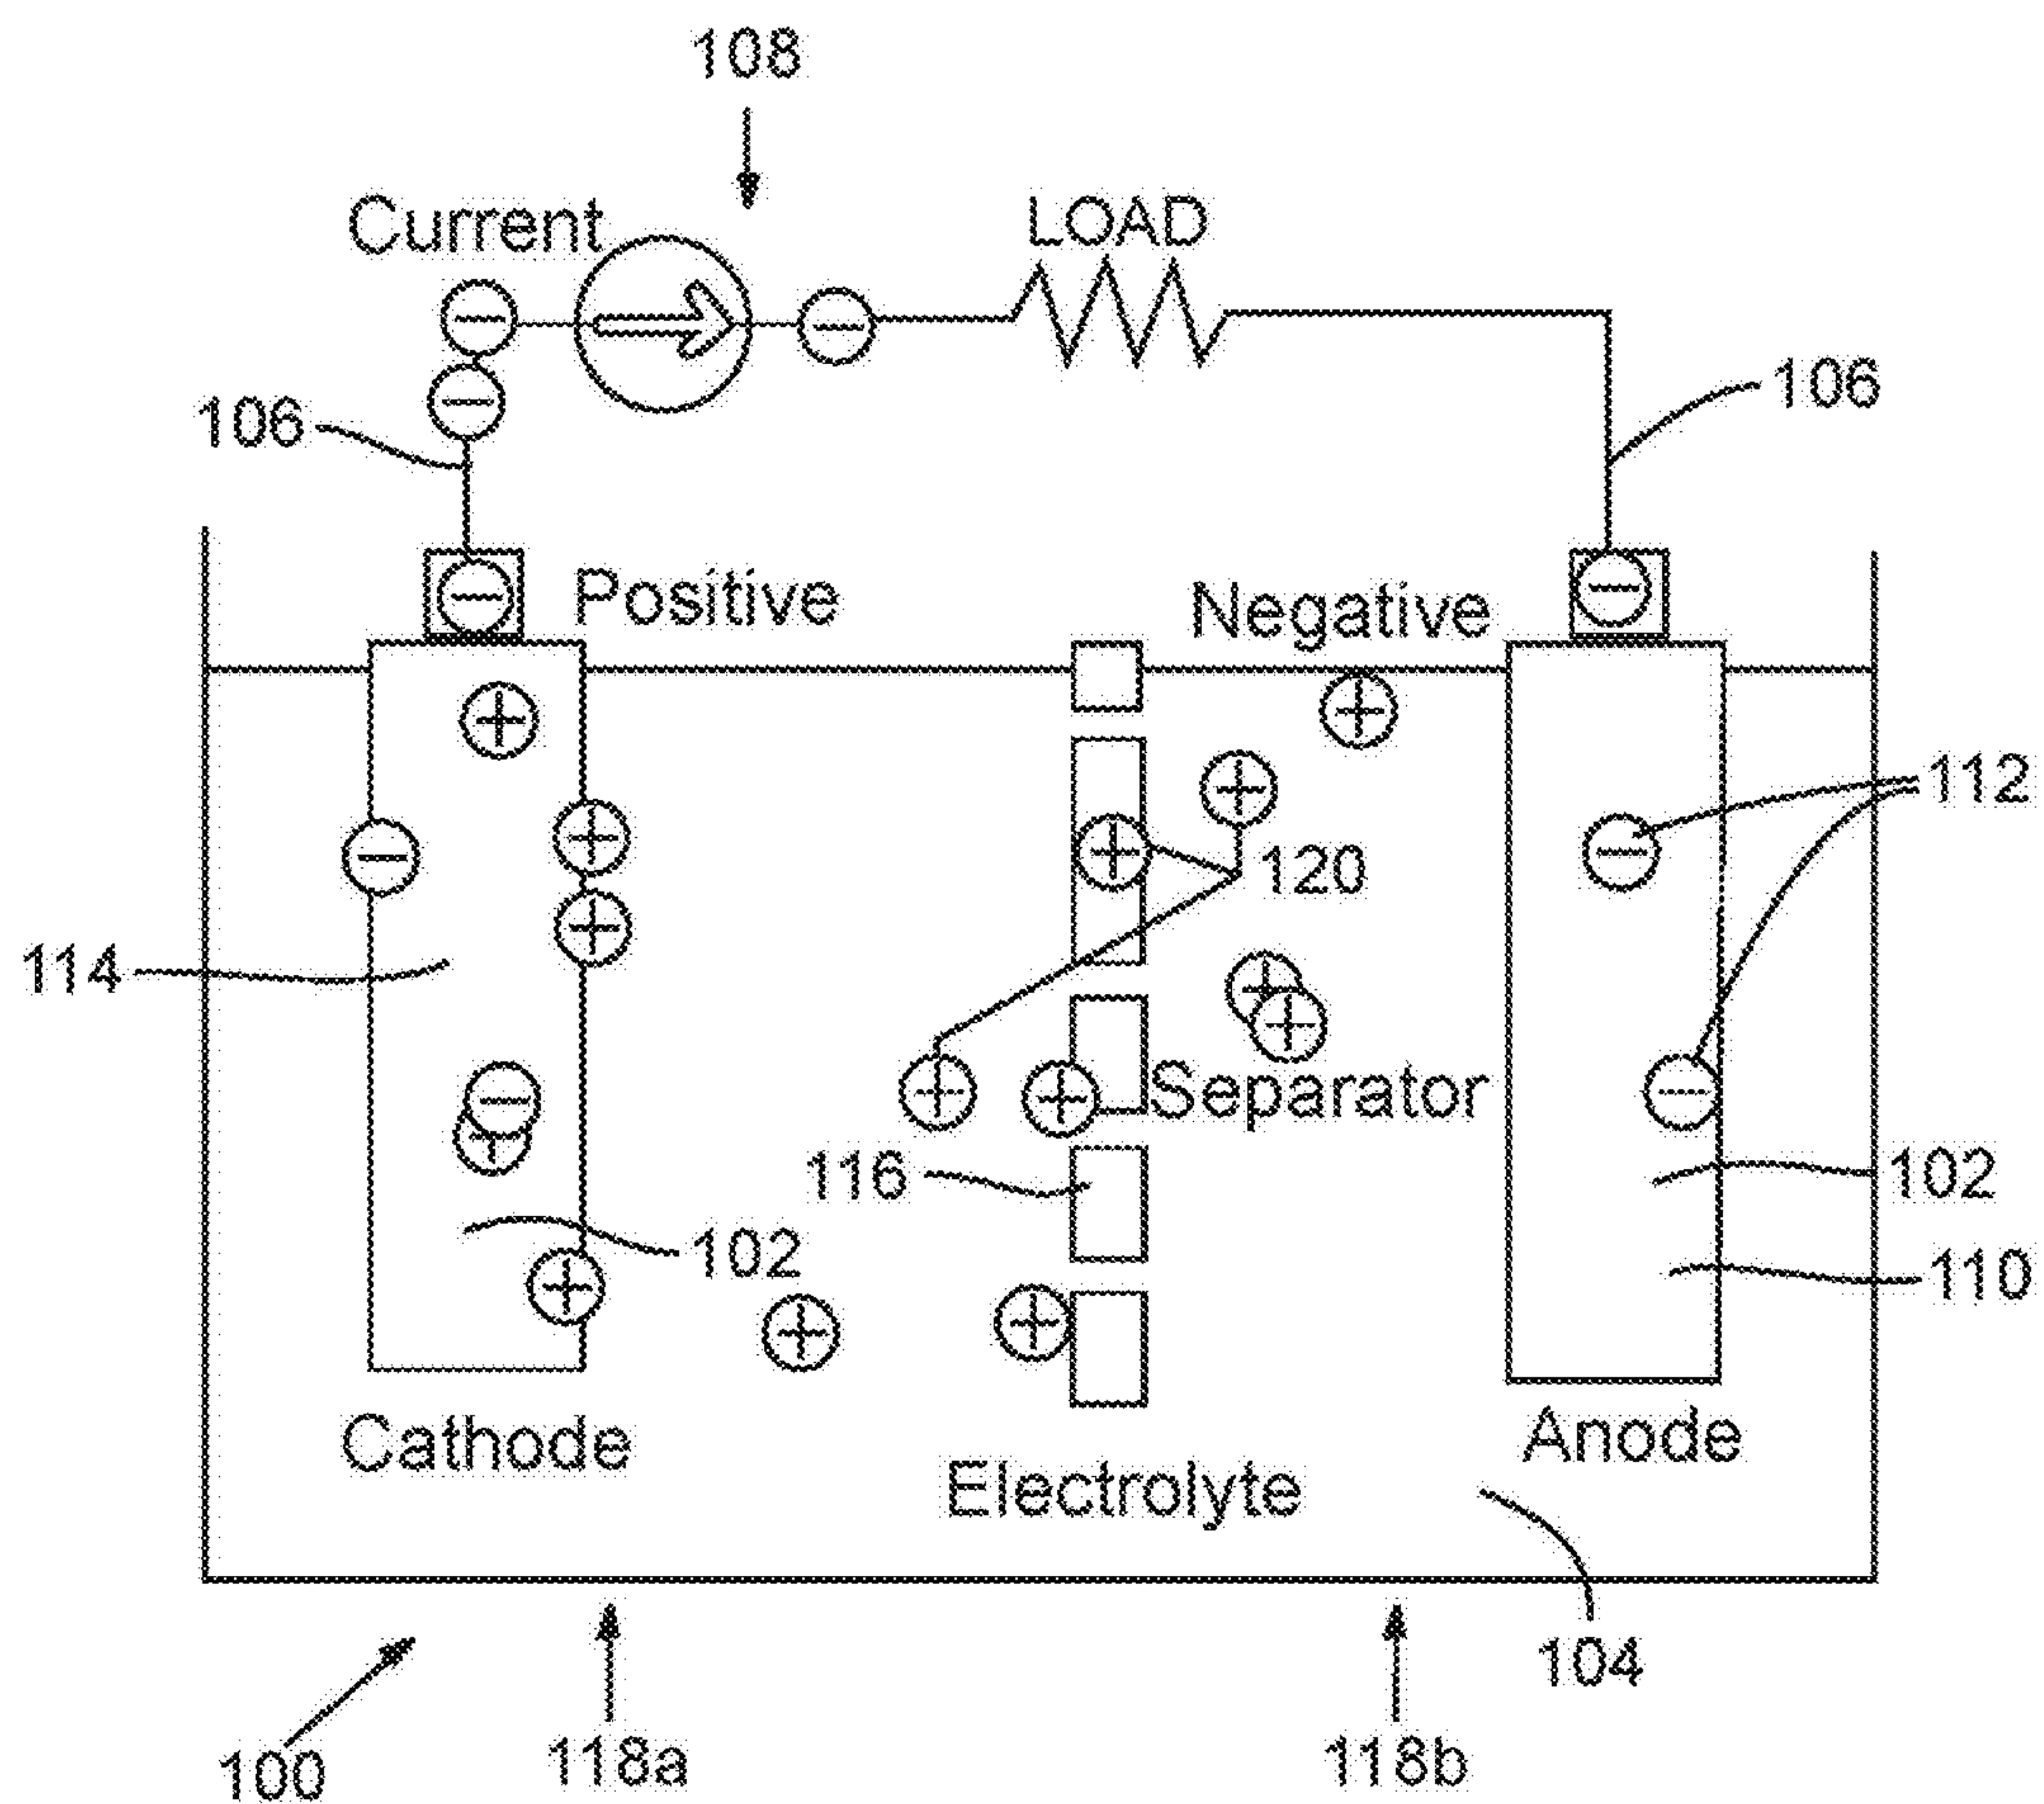 108
Current
LOAD
106
106
Positive
Negative
112
120
114
Separator
116
102
102
110
Cathode
Anode
Electrolyte
104
100
118a
118b